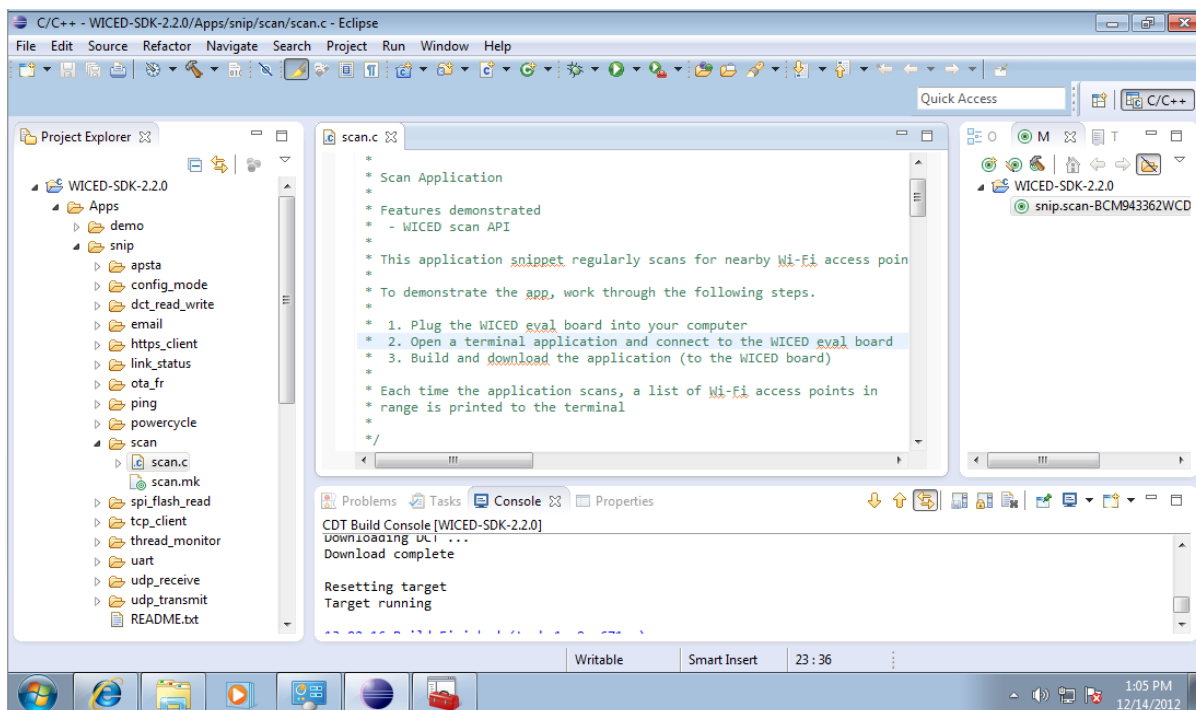 C/C++ - WICED-SDK-2.2.0/Apps/snip/scan/scan.c - Eclipse
File Edit Source Refactor Navigate Search Project Run Window Help
Quick Access
C/C++
Project Explorer
WICED-SDK-2.2.0
Apps
demo
snip
apsta
config_mode
dct_read_write
email
https_client
link_status
ota_fr
ping
powercycle
scan
scan.c
scan.mk
spi_flash_read
tcp_client
thread_monitor
uart
udp_receive
udp_transmit
README.txt
scan.c
*
* Scan Application
*
* Features demonstrated
*  - WICED scan API
*
* This application snippet regularly scans for nearby Wi-Fi access poin
*
* To demonstrate the app, work through the following steps.
*
*  1. Plug the WICED eval board into your computer
*  2. Open a terminal application and connect to the WICED eval board
*  3. Build and download the application (to the WICED board)
*
* Each time the application scans, a list of Wi-Fi access points in
* range is printed to the terminal
*
*/
O M T
WICED-SDK-2.2.0
snip.scan-BCM943362WCD
Problems Tasks Console Properties
CDT Build Console [WICED-SDK-2.2.0]
Downloading DCT ...
Download complete
Resetting target
Target running
Writable Smart Insert 23 : 36
1:05 PM
12/14/2012